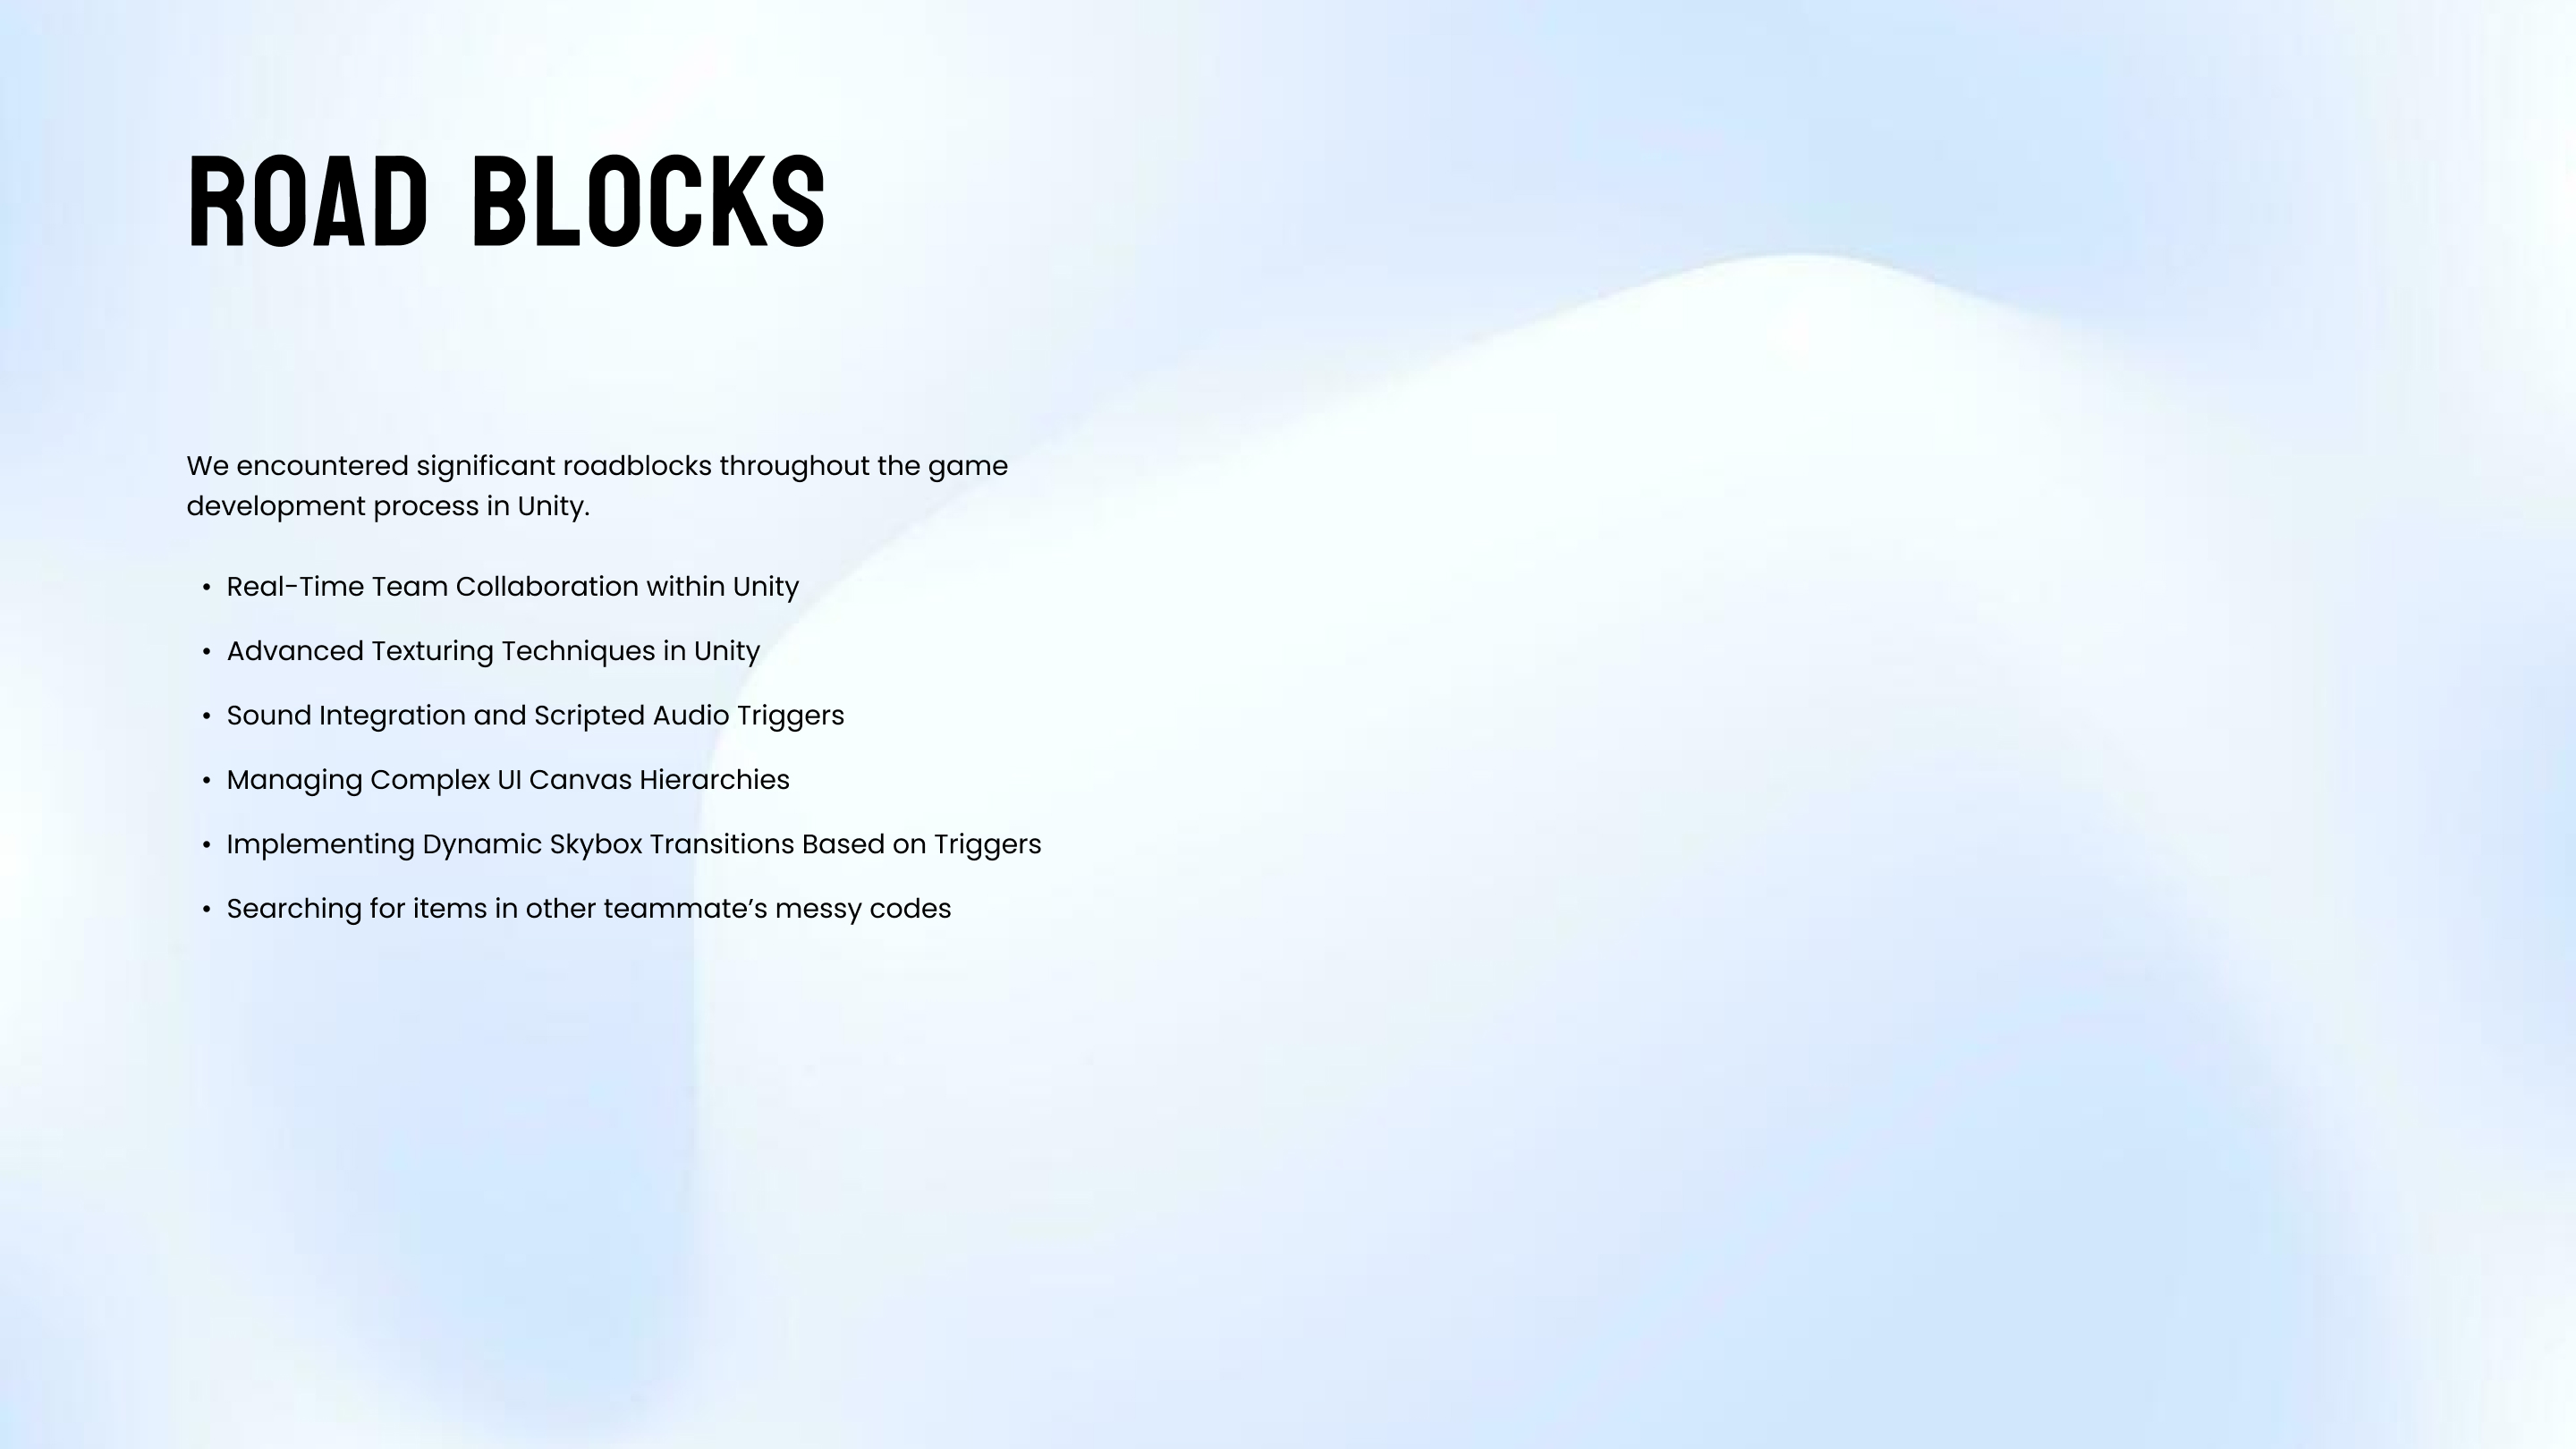 ROAD BLOCKS
We encountered significant roadblocks throughout the game
development process in Unity.
• Real-Time Team Collaboration within Unity
• Advanced Texturing Techniques in Unity
• Sound Integration and Scripted Audio Triggers
• Managing Complex UI Canvas Hierarchies
• Implementing Dynamic Skybox Transitions Based on Triggers
• Searching for items in other teammate’s messy codes